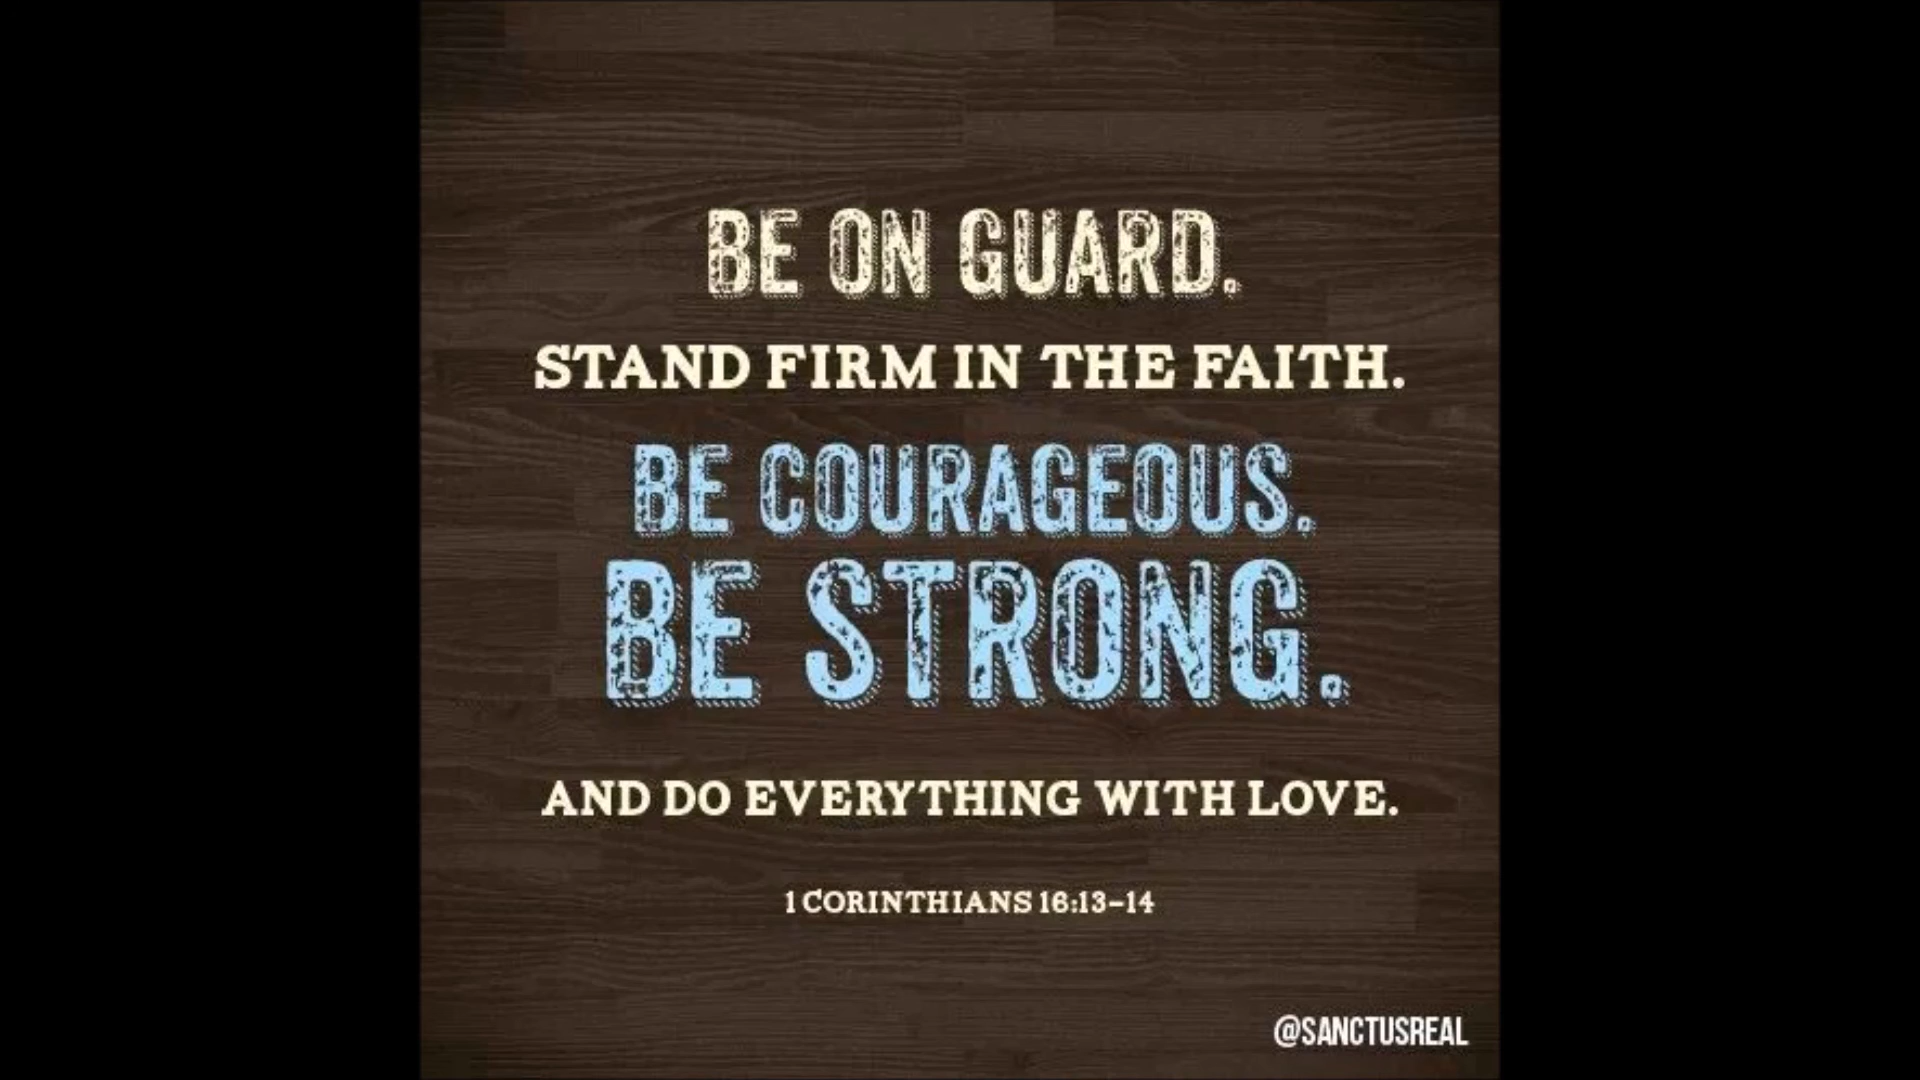 BE ON GUARD.
STAND FIRM IN THE FAITH.
BE COURAGEOUS.
BE STRONG.
AND DO EVERYTHING WITH LOVE.
1 CORINTHIANS 16:13-14
@SANCTUSREAL